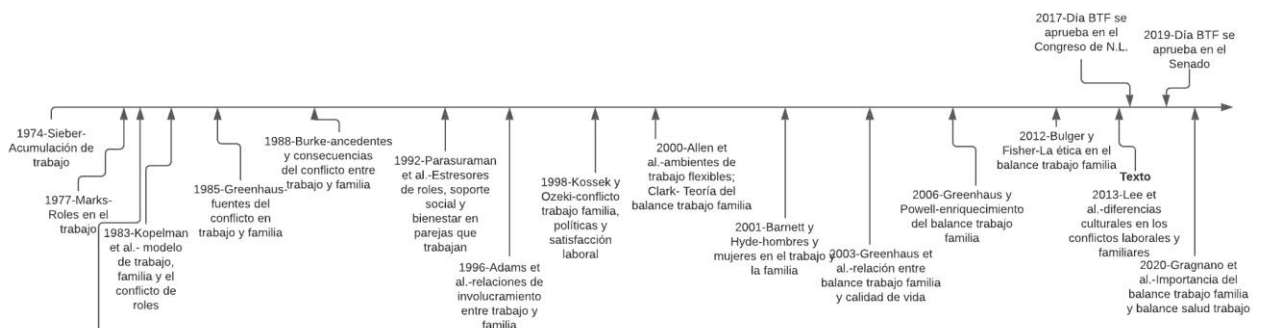 1974-Sieber-
Acumulación de
trabajo
1977-Marks-
Roles en el
trabajo
1983-Kopelman
et al.- modelo
de trabajo,
familia y el
conflicto de
roles
1985-Greenhaus-
fuentes del
conflicto en
trabajo y familia
1988-Burke-ancedentes
y consecuencias
del conflicto entre
trabajo y familia
1992-Parasuraman
et al.-Estresores
de roles, soporte
social y
bienestar en
parejas que
trabajan
1996-Adams et
al.-relaciones de
involucramiento
entre trabajo y
familia
1998-Kossek y
Ozeki-conflicto
trabajo familia,
políticas y
satisfacción
laboral
2000-Allen et
al.-ambientes de
trabajo flexibles;
Clark- Teoría del
balance trabajo familia
2001-Barnett y
Hyde-hombres y
mujeres en el trabajo y
la familia
2003-Greenhaus et
al.-relación entre
balance trabajo familia
y calidad de vida
2006-Greenhaus y
Powell-enriquecimiento
del balance trabajo
familia
2012-Bulger y
Fisher-La ética en el
balance trabajo familia
Texto
2013-Lee et
al.-diferencias
culturales en los
conflictos laborales y
familiares
2017-Día BTF se
aprueba en el
Congreso de N.L.
2019-Día BTF se
aprueba en el
Senado
2020-Gragnano et
al.-Importancia del
balance trabajo familia
y balance salud trabajo